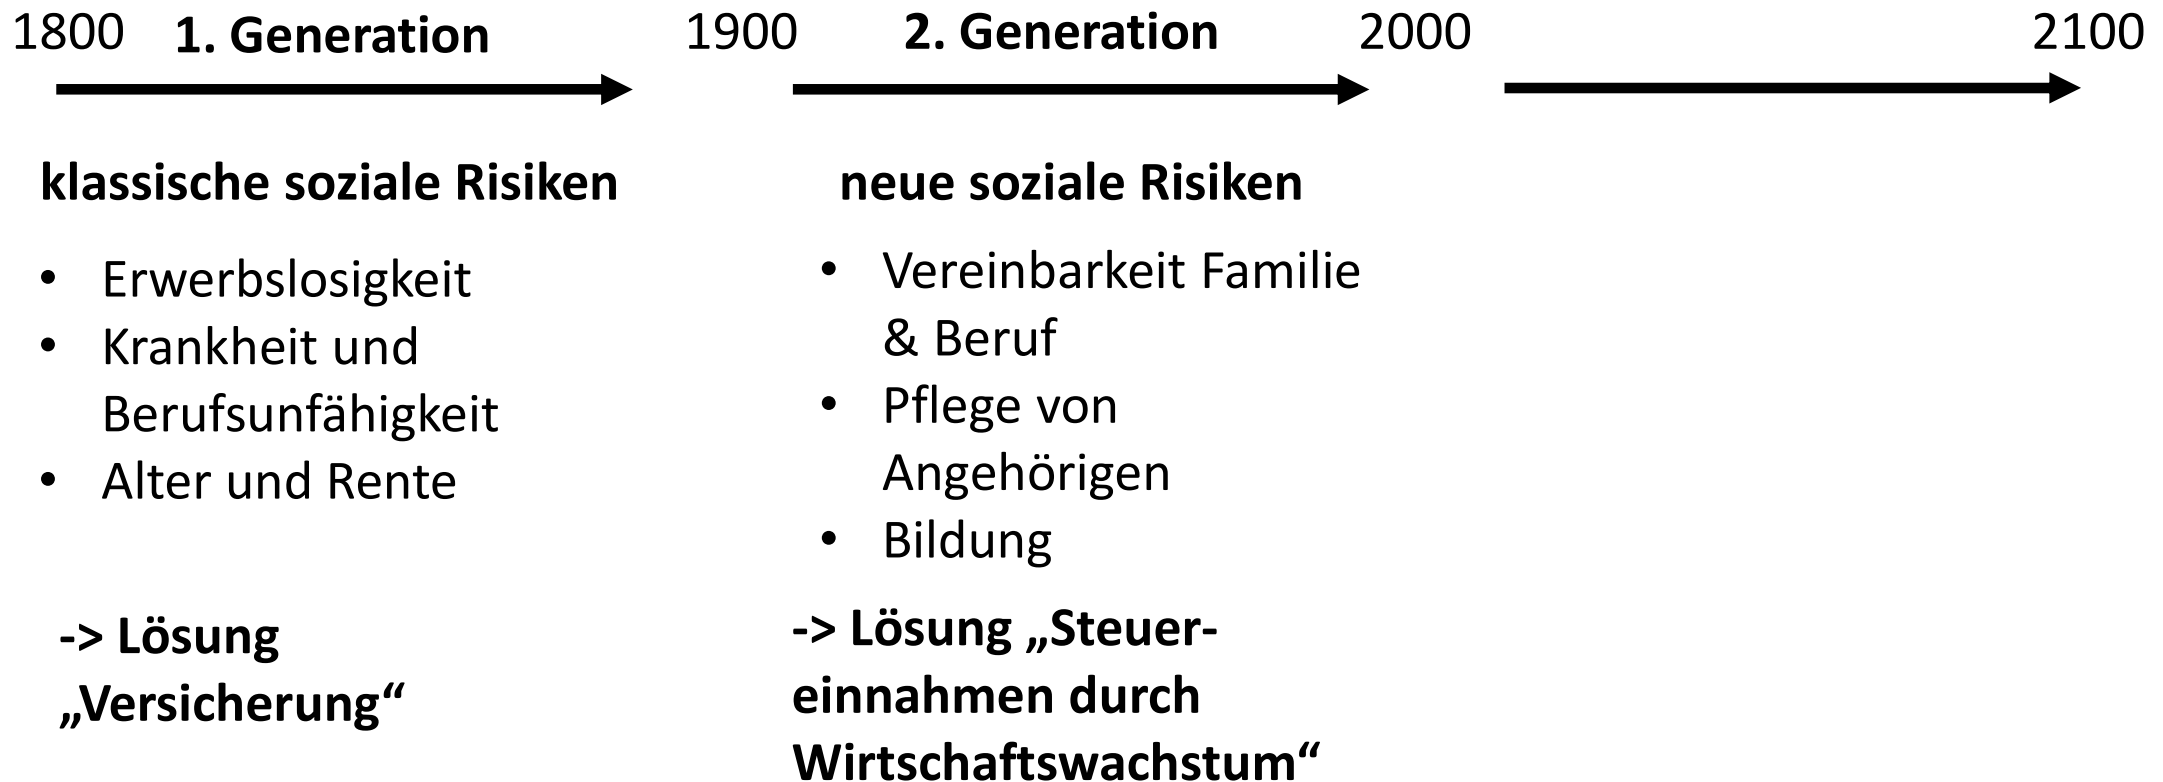 1800 1. Generation 1900 2. Generation 2000 2100
klassische soziale Risiken
• Erwerbslosigkeit
• Krankheit und
Berufsunfähigkeit
• Alter und Rente
-> Lösung
„Versicherung“
neue soziale Risiken
• Vereinbarkeit Familie
& Beruf
• Pflege von
Angehörigen
• Bildung
-> Lösung „Steuer-
einnahmen durch
Wirtschaftswachstum“